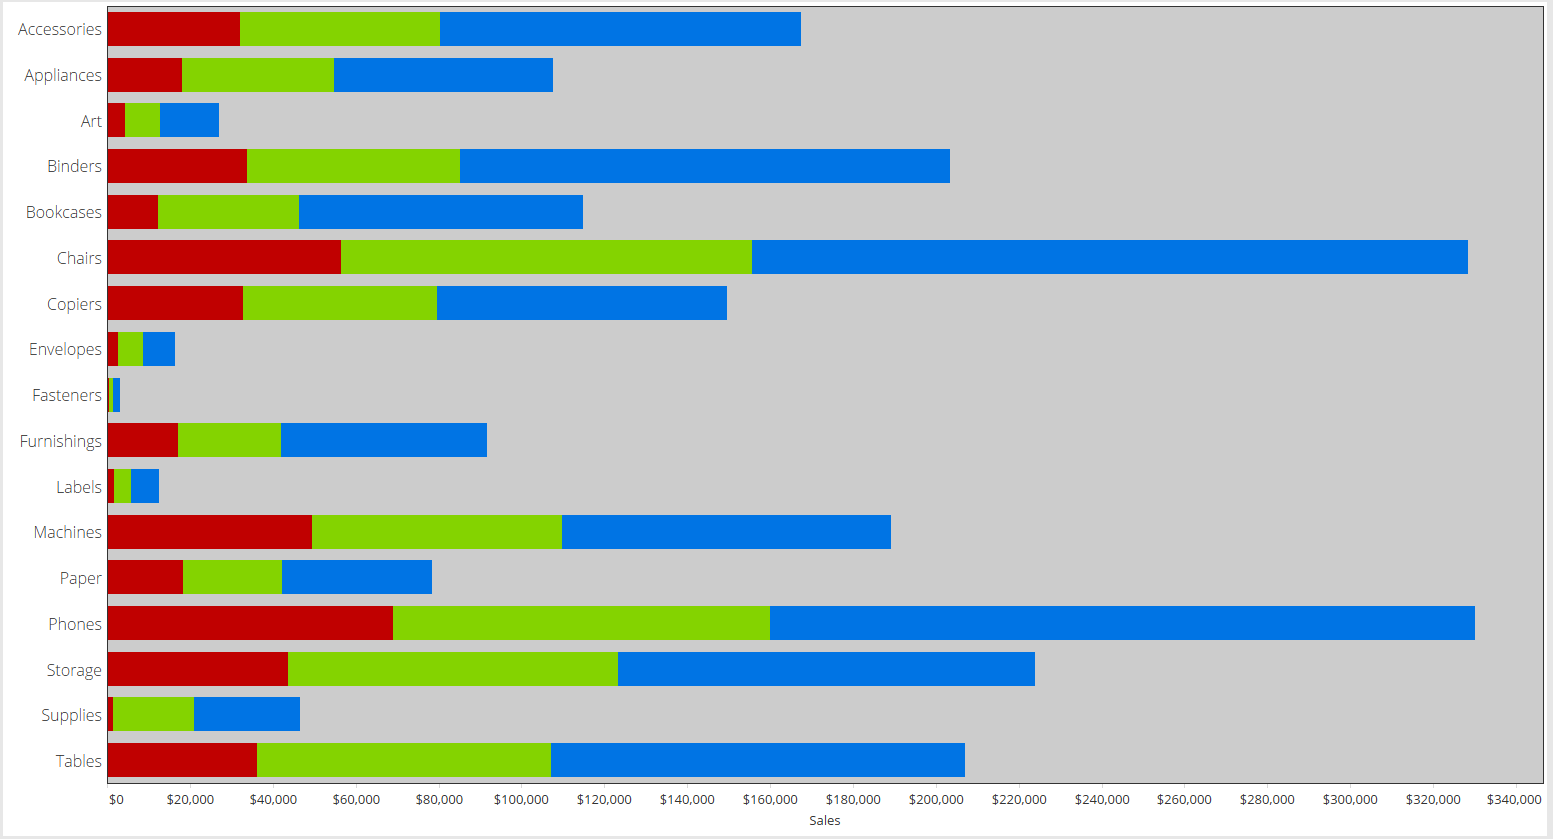 Accessories
Appliances
Art
Binders
Bookcases
Chairs
Copiers
Envelopes
Fasteners
Furnishings
Labels
Machines
Paper
Phones
Storage
Supplies
Tables
$0 $20,000 $40,000 $60,000 $80,000 $100,000 $120,000 $140,000 $160,000 $180,000 $200,000 $220,000 $240,000 $260,000 $280,000 $300,000 $320,000 $340,000
Sales